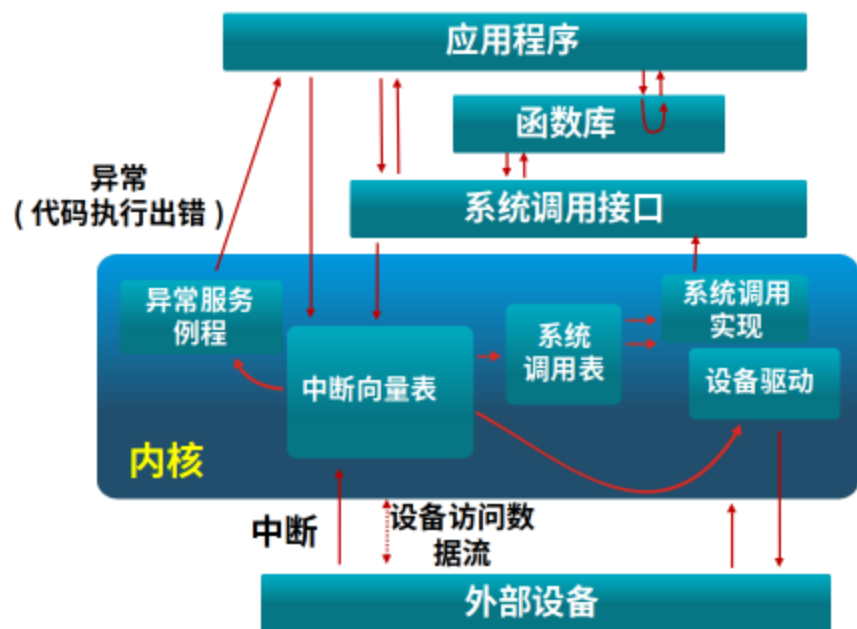 应用程序
函数库
异常
(代码执行出错)
系统调用接口
异常服务
例程
系统调用
实现
系统
调用表
中断向量表
设备驱动
内核
中断
设备访问数
据流
外部设备